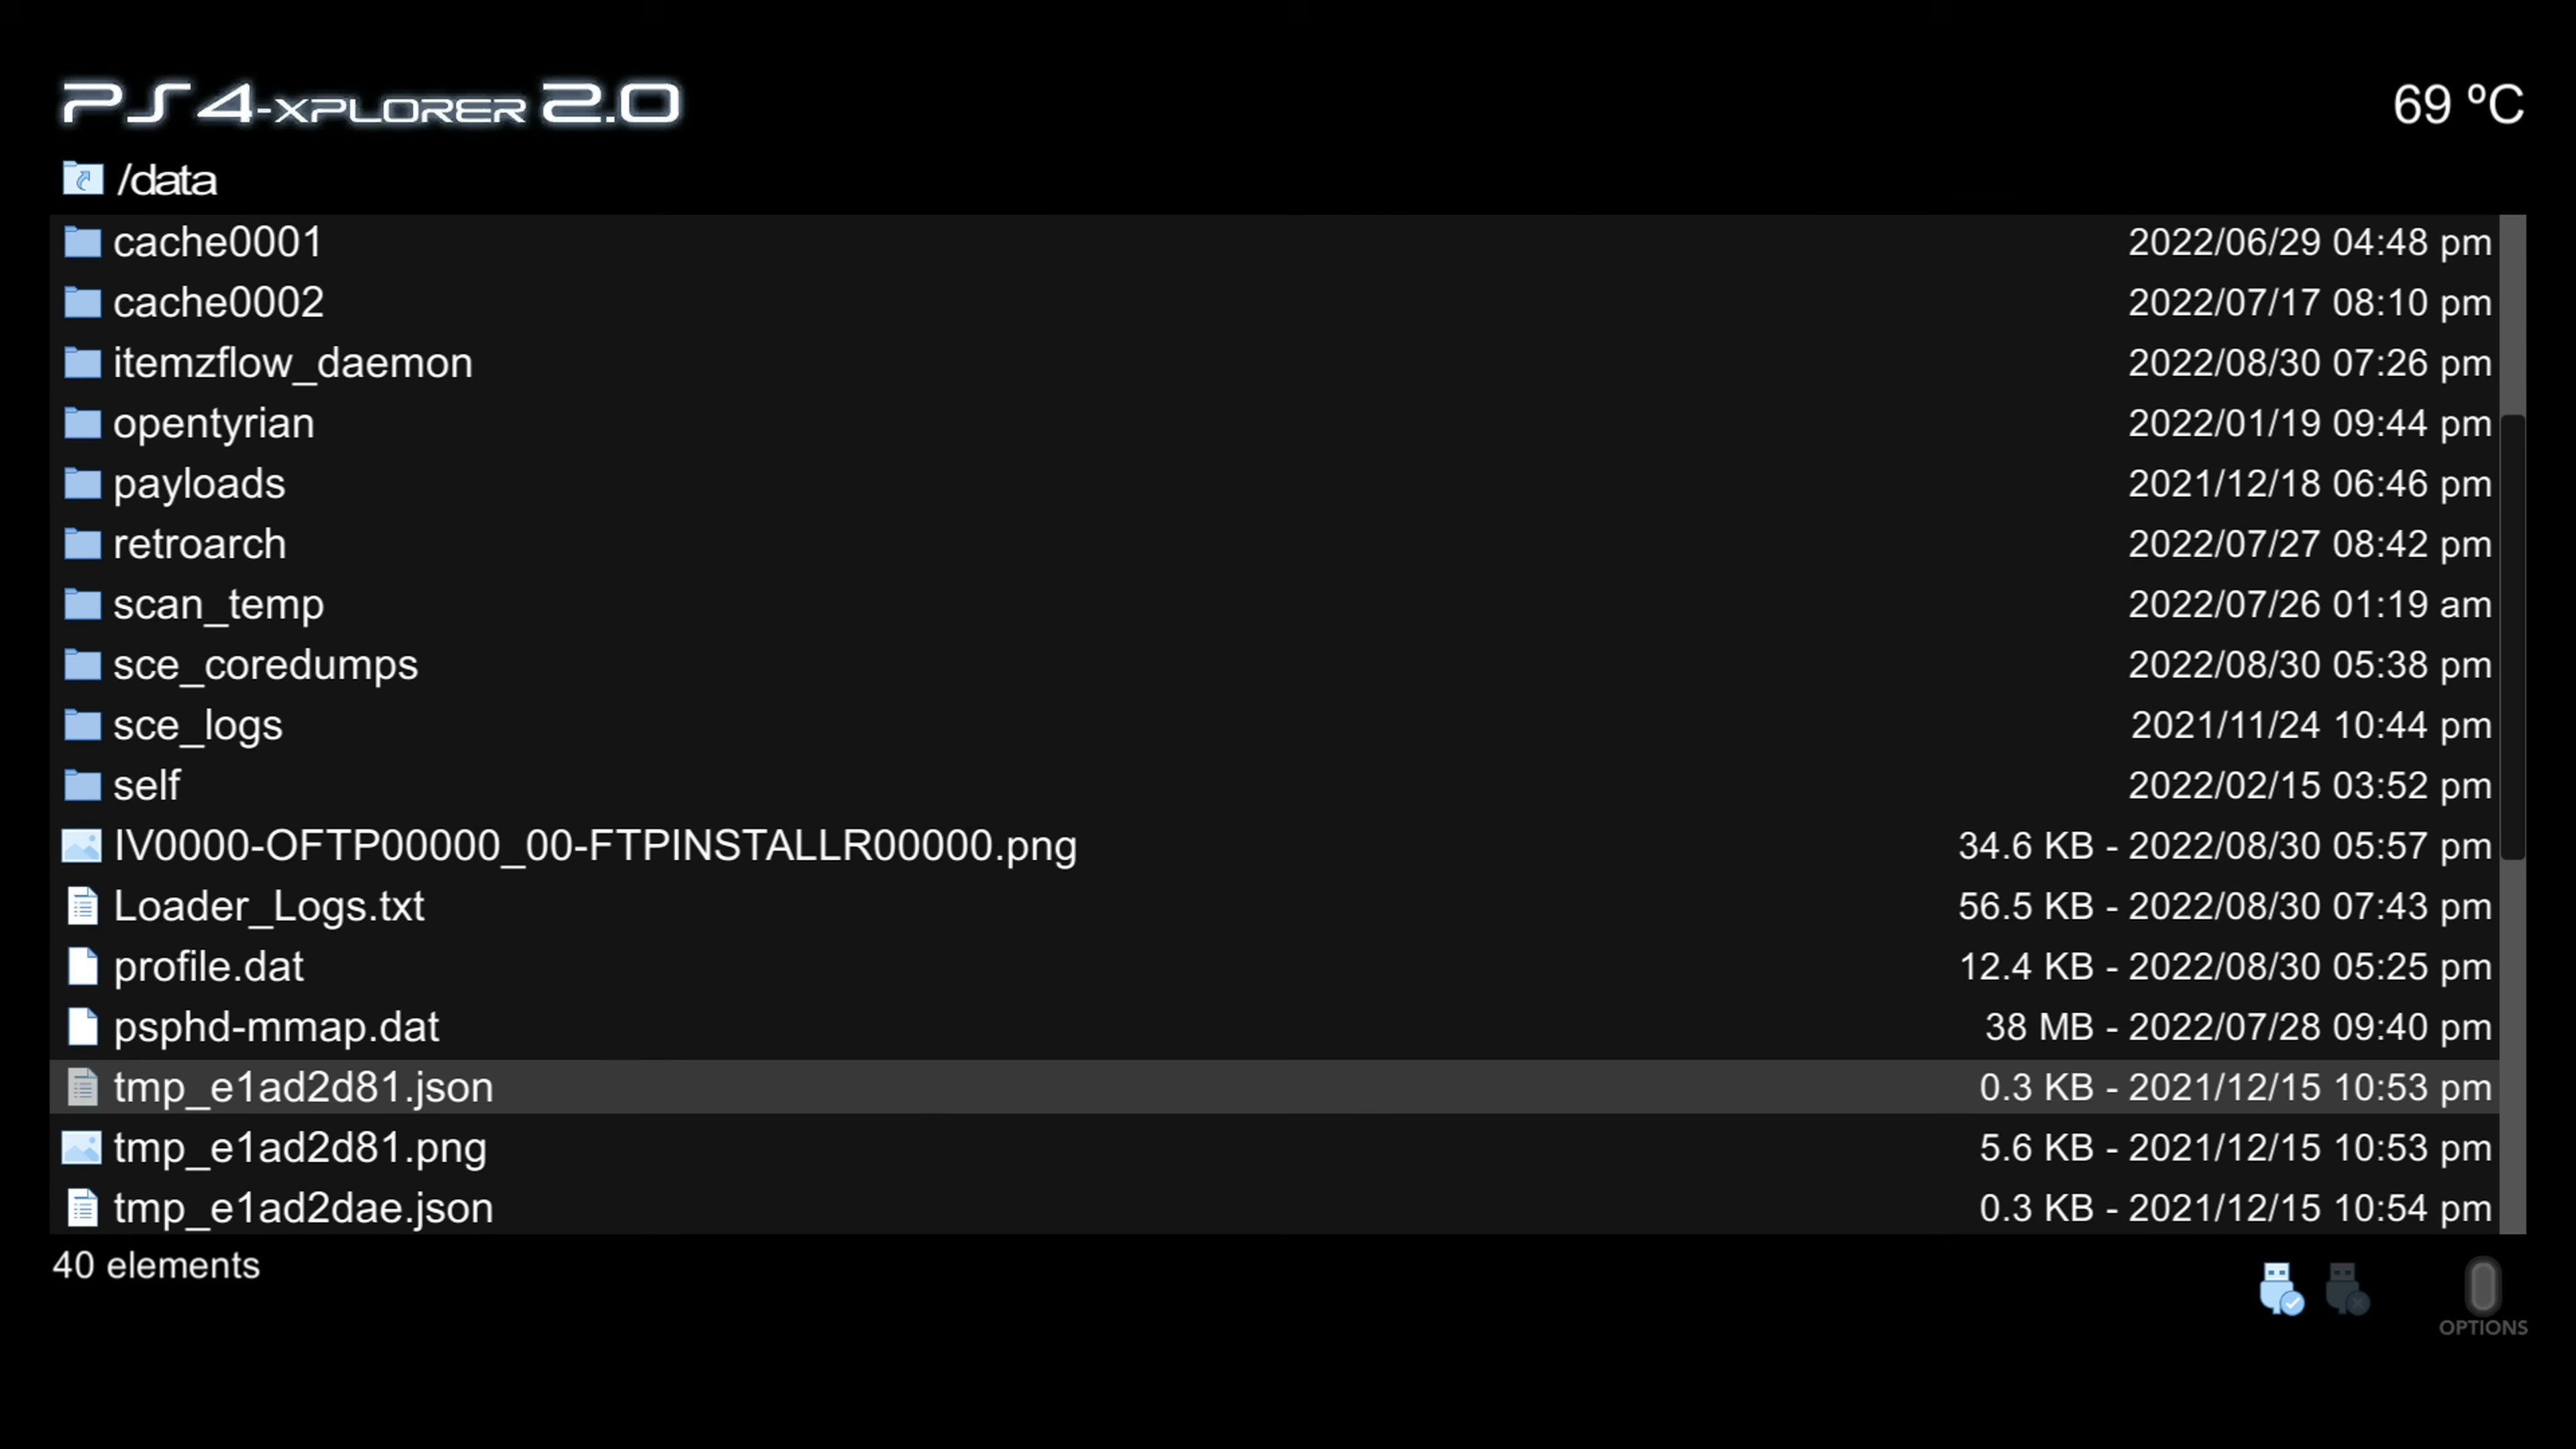 PS4-XPLORER 2.0
69 ºC
/data
cache0001 2022/06/29 04:48 pm
cache0002 2022/07/17 08:10 pm
itemzflow_daemon 2022/08/30 07:26 pm
opentyrian 2022/01/19 09:44 pm
payloads 2021/12/18 06:46 pm
retroarch 2022/07/27 08:42 pm
scan_temp 2022/07/26 01:19 am
sce_coredumps 2022/08/30 05:38 pm
sce_logs 2021/11/24 10:44 pm
self 2022/02/15 03:52 pm
IV0000-OFTP00000_00-FTPINSTALLR00000.png 34.6 KB - 2022/08/30 05:57 pm
Loader_Logs.txt 56.5 KB - 2022/08/30 07:43 pm
profile.dat 12.4 KB - 2022/08/30 05:25 pm
psphd-mmap.dat 38 MB - 2022/07/28 09:40 pm
tmp_e1ad2d81.json 0.3 KB - 2021/12/15 10:53 pm
tmp_e1ad2d81.png 5.6 KB - 2021/12/15 10:53 pm
tmp_e1ad2dae.json 0.3 KB - 2021/12/15 10:54 pm
40 elements
OPTIONS